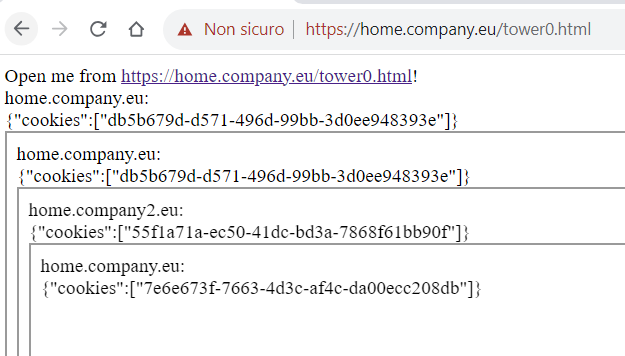 Non sicuro https://home.company.eu/tower0.html
Open me from https://home.company.eu/tower0.html!
home.company.eu:
{"cookies":["db5b679d-d571-496d-99bb-3d0ee948393e"]}
home.company.eu:
{"cookies":["db5b679d-d571-496d-99bb-3d0ee948393e"]}
home.company2.eu:
{"cookies":["55f1a71a-ec50-41dc-bd3a-7868f61bb90f"]}
home.company.eu:
{"cookies":["7e6e673f-7663-4d3c-af4c-da00ecc208db"]}